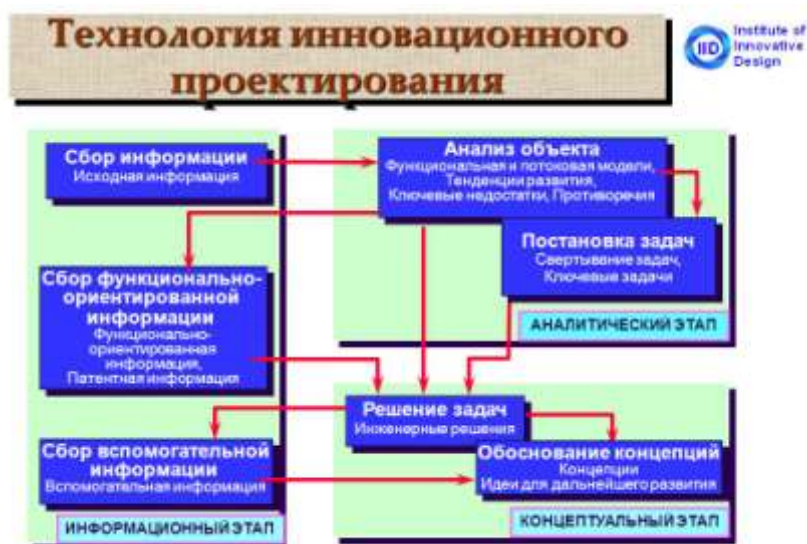 Технология инновационного
проектирования
IID
Institute of
Innovative
Design
Сбор информации
Исходная информация
Анализ объекта
Функциональная и потоковая модели,
Тенденции развития,
Ключевые недостатки, Противоречия
Постановка задач
Свертывание задач,
Ключевые задачи
АНАЛИТИЧЕСКИЙ ЭТАП
Сбор функционально-
ориентированной
информации
Функционально-
ориентированная
информация,
Патентная информация
Решение задач
Инженерные решения
Сбор вспомогательной
информации
Вспомогательная информация
Обоснование концепций
Концепции
Идеи для дальнейшего развития
ИНФОРМАЦИОННЫЙ ЭТАП
КОНЦЕПТУАЛЬНЫЙ ЭТАП